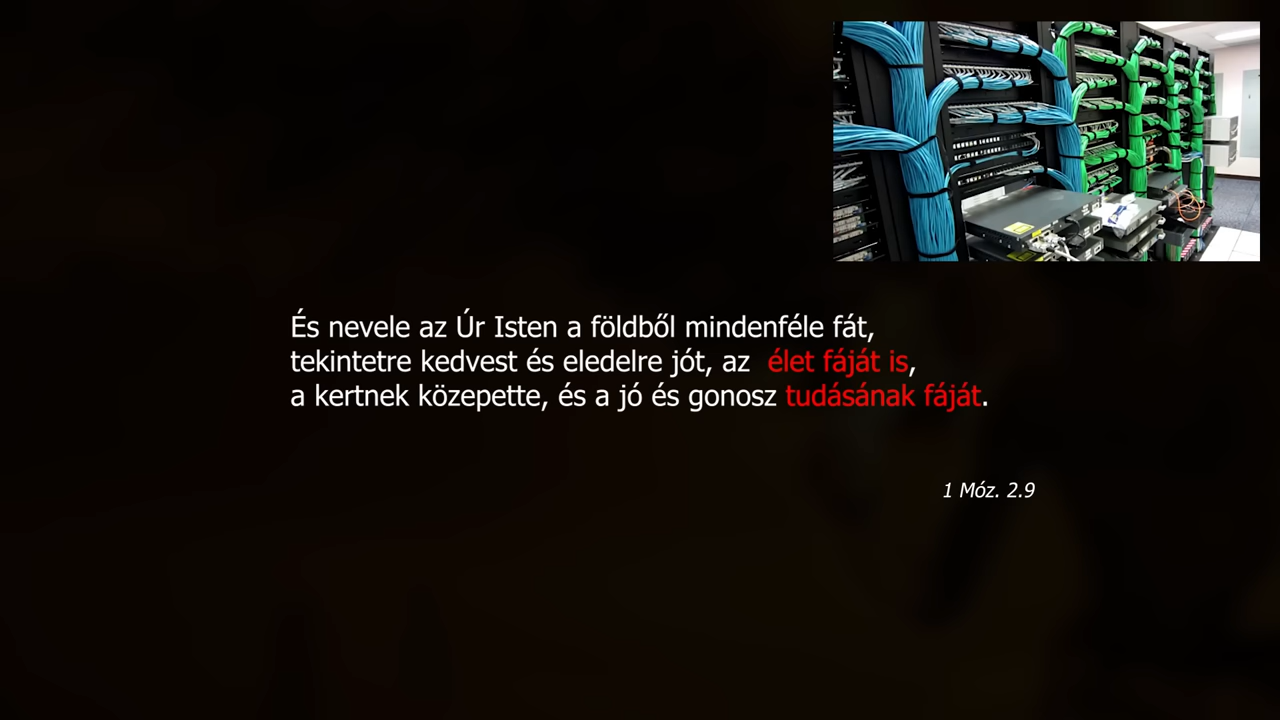 És nevele az Úr Isten a földből mindenféle fát,
tekintetre kedvest és eledelre jót, az élet fáját is,
a kertnek közepette, és a jó és gonosz tudásának fáját.
1 Móz. 2.9